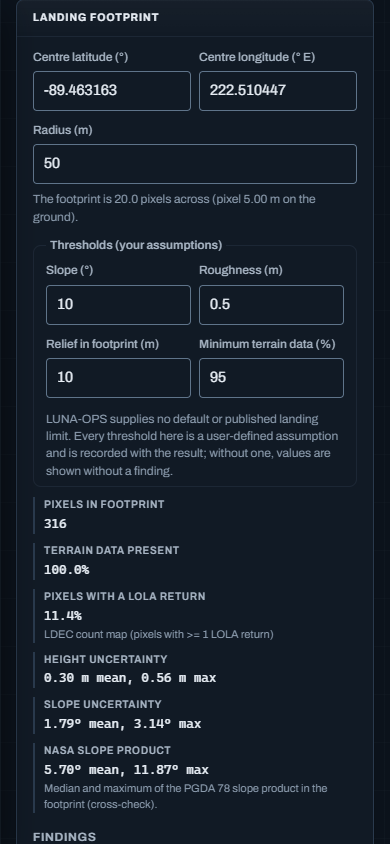 LANDING FOOTPRINT
Centre latitude (°) Centre longitude (° E)
-89.463163 222.510447
Radius (m)
50
The footprint is 20.0 pixels across (pixel 5.00 m on the
ground).
Thresholds (your assumptions)
Slope (°) Roughness (m)
10 0.5
Relief in footprint (m) Minimum terrain data (%)
10 95
LUNA-OPS supplies no default or published landing
limit. Every threshold here is a user-defined assumption
and is recorded with the result; without one, values are
shown without a finding.
PIXELS IN FOOTPRINT
316
TERRAIN DATA PRESENT
100.0%
PIXELS WITH A LOLA RETURN
11.4%
LDEC count map (pixels with >= 1 LOLA return)
HEIGHT UNCERTAINTY
0.30 m mean, 0.56 m max
SLOPE UNCERTAINTY
1.79° mean, 3.14° max
NASA SLOPE PRODUCT
5.70° mean, 11.87° max
Median and maximum of the PGDA 78 slope product in the
footprint (cross-check).
FINDINGS